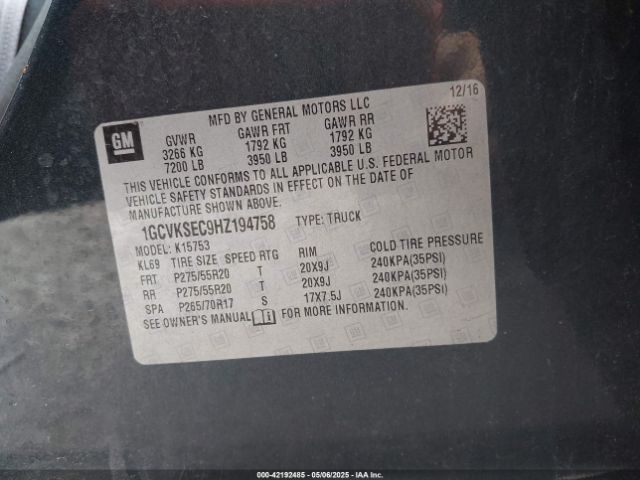 12/16
MFD BY GENERAL MOTORS LLC
GM
GVWR GAWR FRT GAWR RR
3266 KG 1792 KG 1792 KG
7200 LB 3950 LB 3950 LB
THIS VEHICLE CONFORMS TO ALL APPLICABLE U.S. FEDERAL MOTOR
VEHICLE SAFETY STANDARDS IN EFFECT ON THE DATE OF
MANUFACTURE SHOWN ABOVE.
1GCVKSEC9HZ194758 TYPE: TRUCK
MODEL: K15753
KL69 TIRE SIZE SPEED RTG RIM COLD TIRE PRESSURE
FRT P275/55R20 T 20X9J 240KPA(35PSI)
RR P275/55R20 T 20X9J 240KPA(35PSI)
SPA P265/70R17 S 17X7.5J 240KPA(35PSI)
SEE OWNER'S MANUAL FOR MORE INFORMATION.
000-42192485 - 05/06/2025 - IAAI.com, Inc.